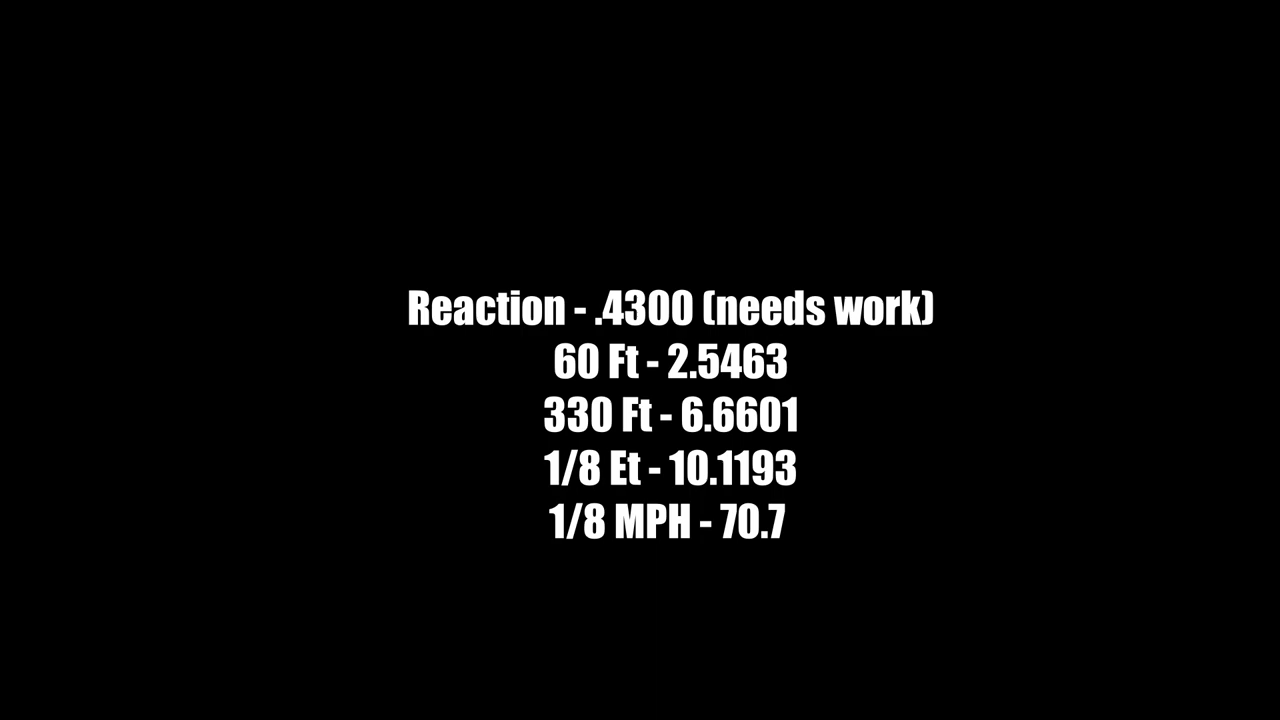 Reaction - .4300 (needs work)
60 Ft - 2.5463
330 Ft - 6.6601
1/8 Et - 10.1193
1/8 MPH - 70.7